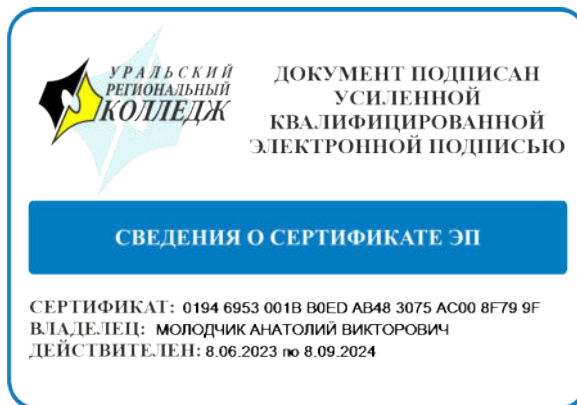 УРАЛЬСКИЙ
РЕГИОНАЛЬНЫЙ
КОЛЛЕДЖ
ДОКУМЕНТ ПОДПИСАН
УСИЛЕННОЙ
КВАЛИФИЦИРОВАННОЙ
ЭЛЕКТРОННОЙ ПОДПИСЬЮ
СВЕДЕНИЯ О СЕРТИФИКАТЕ ЭП
СЕРТИФИКАТ: 0194 6953 001B B0ED AB48 3075 AC00 8F79 9F
ВЛАДЕЛЕЦ: МОЛОДЧИК АНАТОЛИЙ ВИКТОРОВИЧ
ДЕЙСТВИТЕЛЕН: 8.06.2023 по 8.09.2024